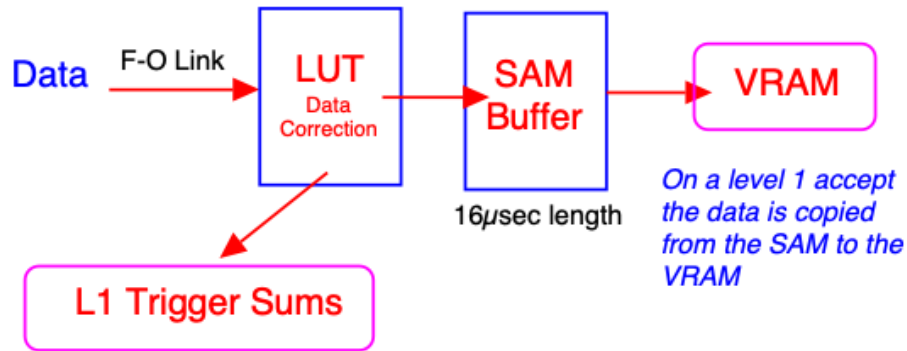 Data
F-O Link
LUT
Data
Correction
SAM
Buffer
VRAM
16μsec length
On a level 1 accept
the data is copied
from the SAM to the
VRAM
L1 Trigger Sums